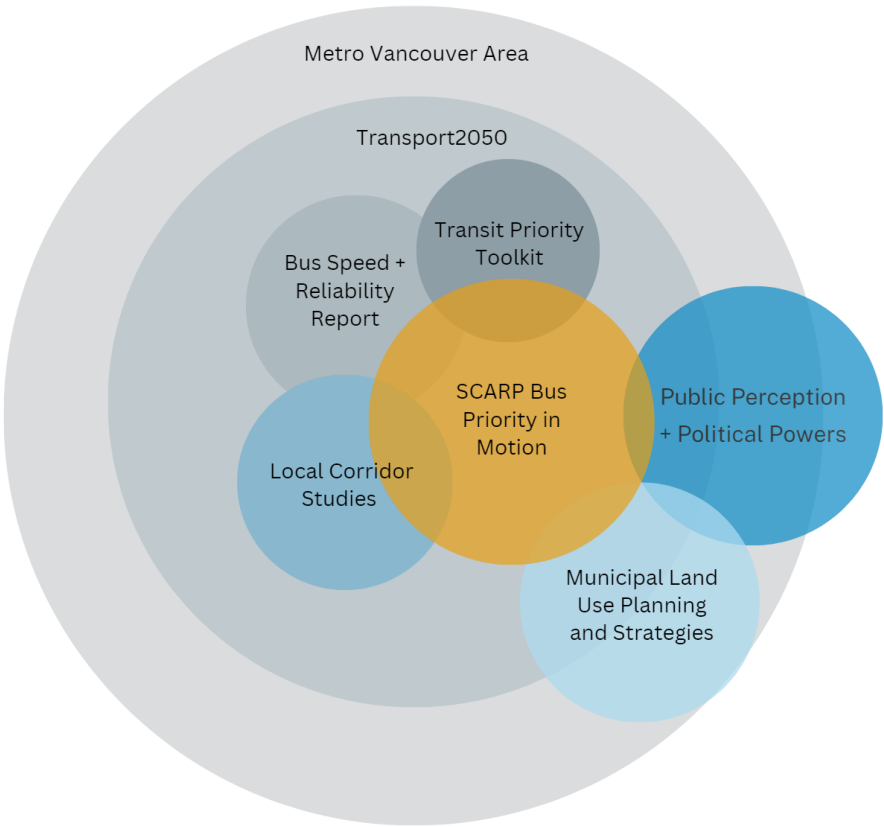 Metro Vancouver Area
Transport2050
Transit Priority
Toolkit
Bus Speed +
Reliability
Report
SCARP Bus
Priority in
Motion
Public Perception
+ Political Powers
Local Corridor
Studies
Municipal Land
Use Planning
and Strategies